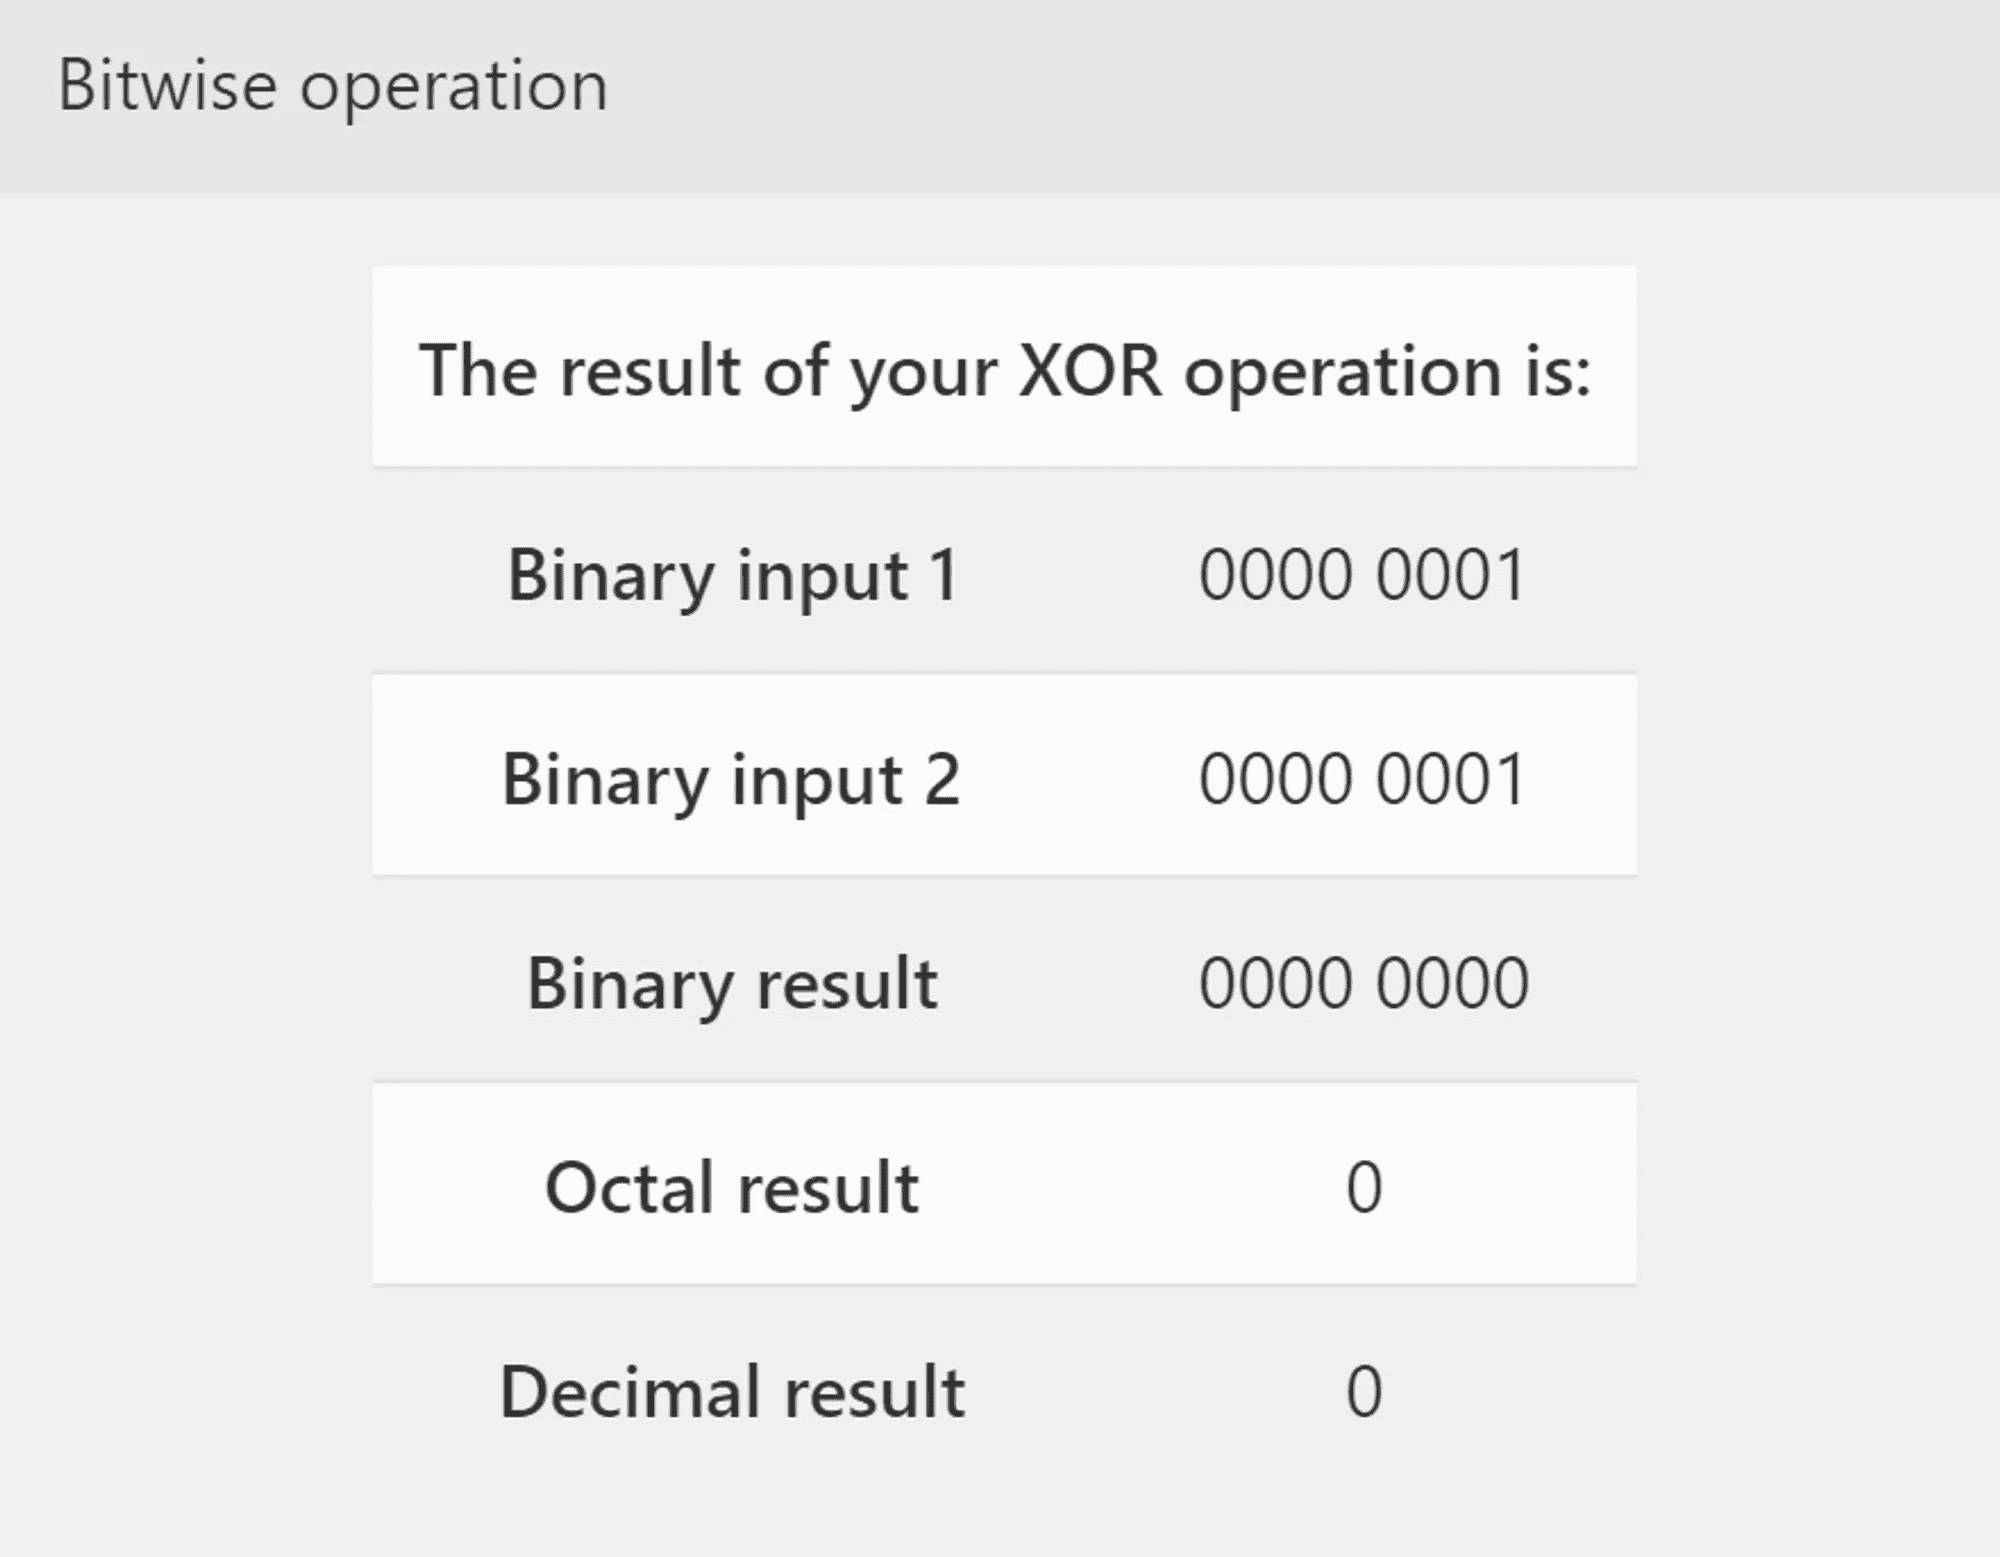 Bitwise operation
The result of your XOR operation is:
Binary input 1 0000 0001
Binary input 2 0000 0001
Binary result 0000 0000
Octal result 0
Decimal result 0